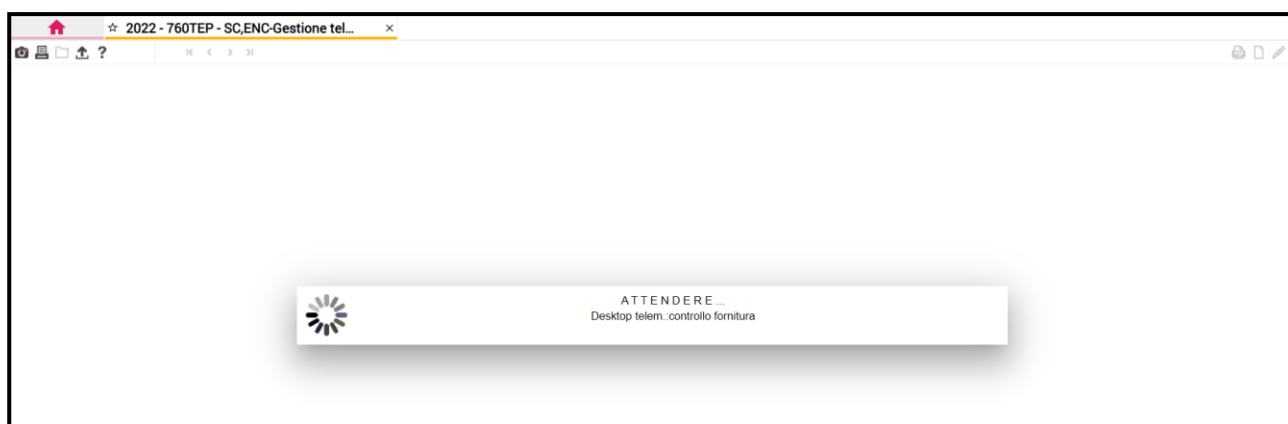 ☆ 2022 - 760TEP - SC,ENC-Gestione tel... ×
?
ATTENDERE...
Desktop telem.:controllo fornitura